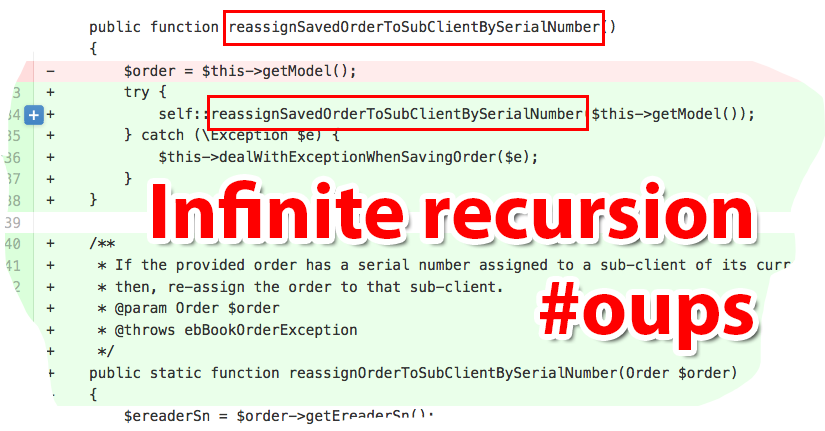 public function reassignSavedOrderToSubClientBySerialNumber()
{
- $order = $this->getModel();
33 + try {
34 + + self::reassignSavedOrderToSubClientBySerialNumber($this->getModel());
35 + } catch (\Exception $e) {
36 + $this->dealWithExceptionWhenSavingOrder($e);
37 + }
38 + }
Infinite recursion
39
40 + /**
41 + * If the provided order has a serial number assigned to a sub-client of its curr
2 + * then, re-assign the order to that sub-client.
#oups
+ * @param Order $order
+ * @throws ebBookOrderException
+ */
+ public static function reassignOrderToSubClientBySerialNumber(Order $order)
{
$ereaderSn = $order->getEreaderSn();